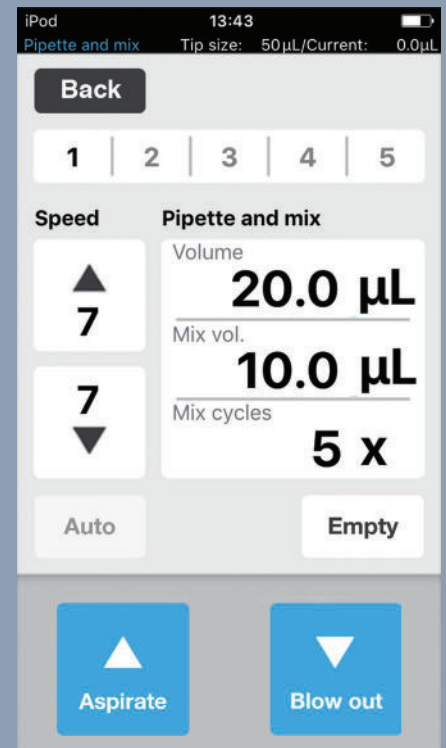 iPod 13:43
Pipette and mix Tip size: 50µL/Current: 0.0µL
Back
1 2 3 4 5
Speed Pipette and mix
Volume
20.0 µL
7
Mix vol.
10.0 µL
7
Mix cycles
5 x
Auto Empty
Aspirate Blow out